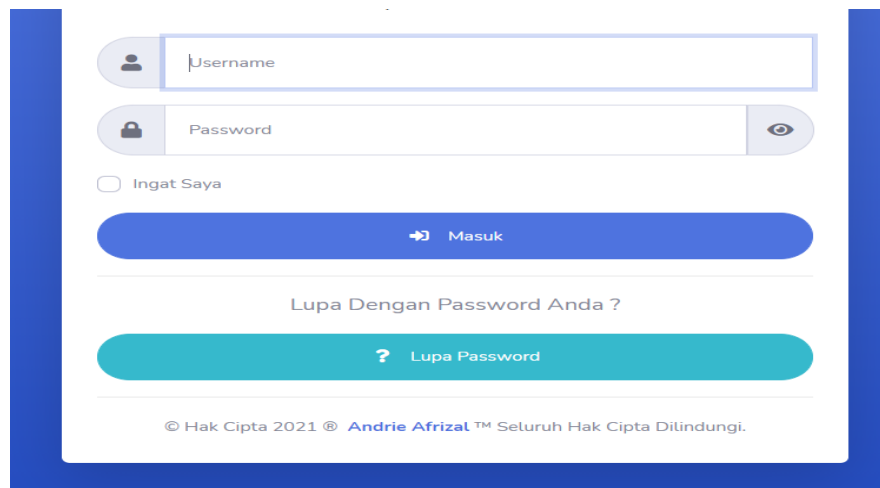 Username
Password
Ingat Saya
Masuk
Lupa Dengan Password Anda ?
? Lupa Password
© Hak Cipta 2021 ® Andrie Afrizal ™ Seluruh Hak Cipta Dilindungi.